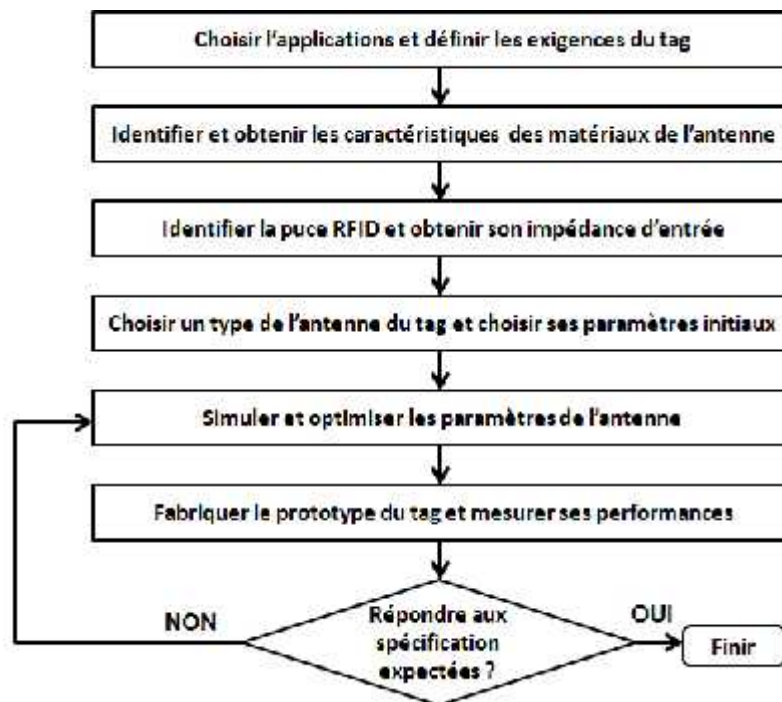 Choisir l'applications et définir les exigences du tag
Identifier et obtenir les caractéristiques des matériaux de l'antenne
Identifier la puce RFID et obtenir son impédance d'entrée
Choisir un type de l'antenne du tag et choisir ses paramètres initiaux
Simuler et optimiser les paramètres de l'antenne
Fabriquer le prototype du tag et mesurer ses performances
NON
Répondre aux
spécification
expectées ?
OUI
Finir